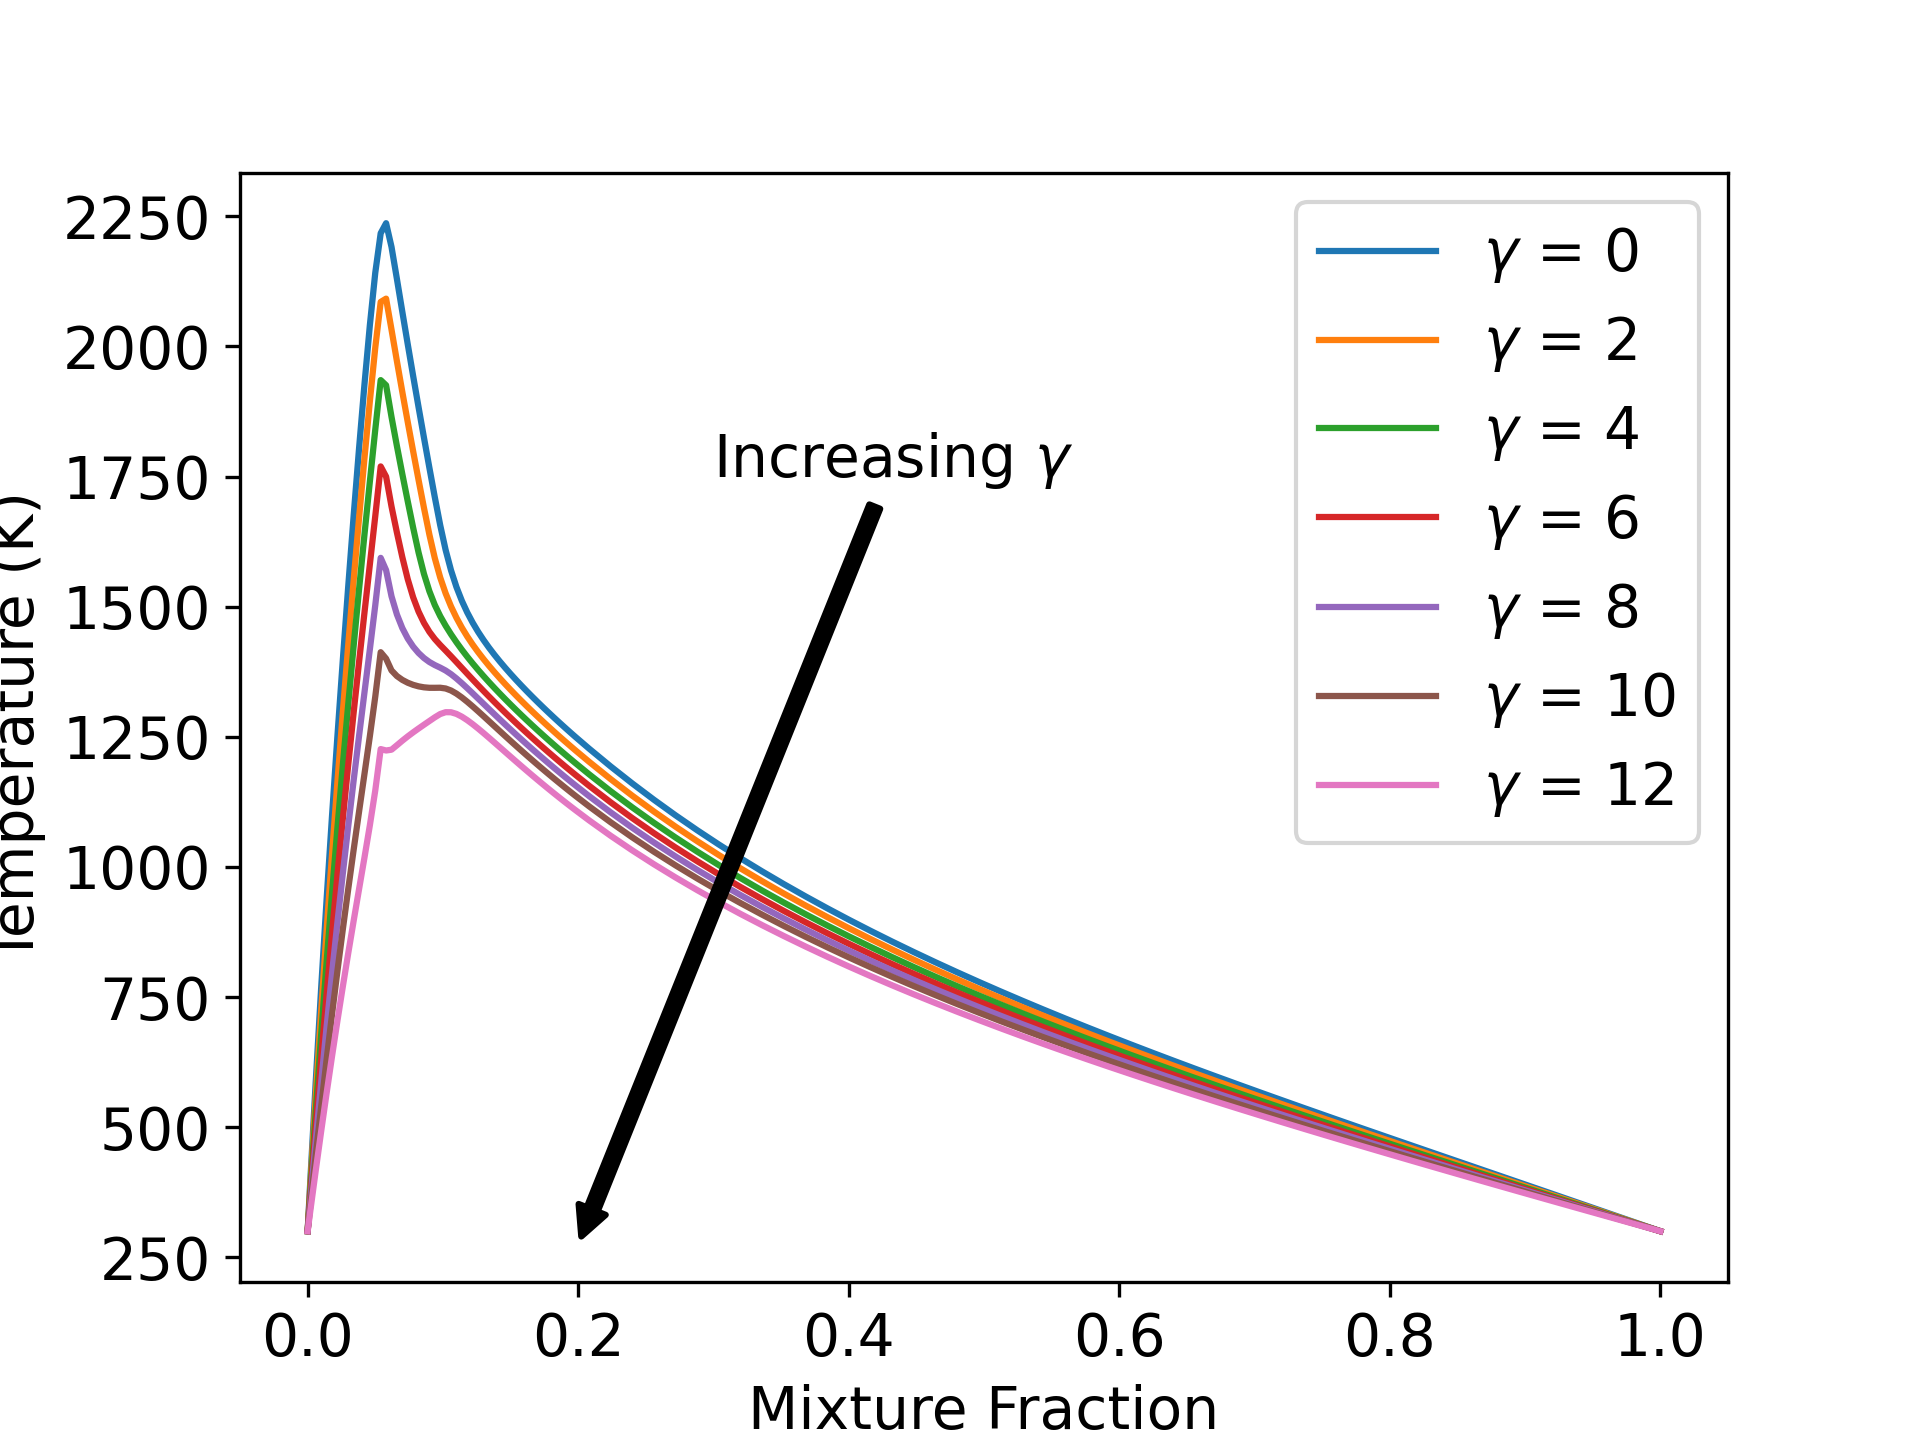 Increasing γ
γ = 0
γ = 2
γ = 4
γ = 6
γ = 8
γ = 10
γ = 12
2250
2000
1750
1500
1250
1000
750
500
250
Temperature (K)
0.0 0.2 0.4 0.6 0.8 1.0
Mixture Fraction